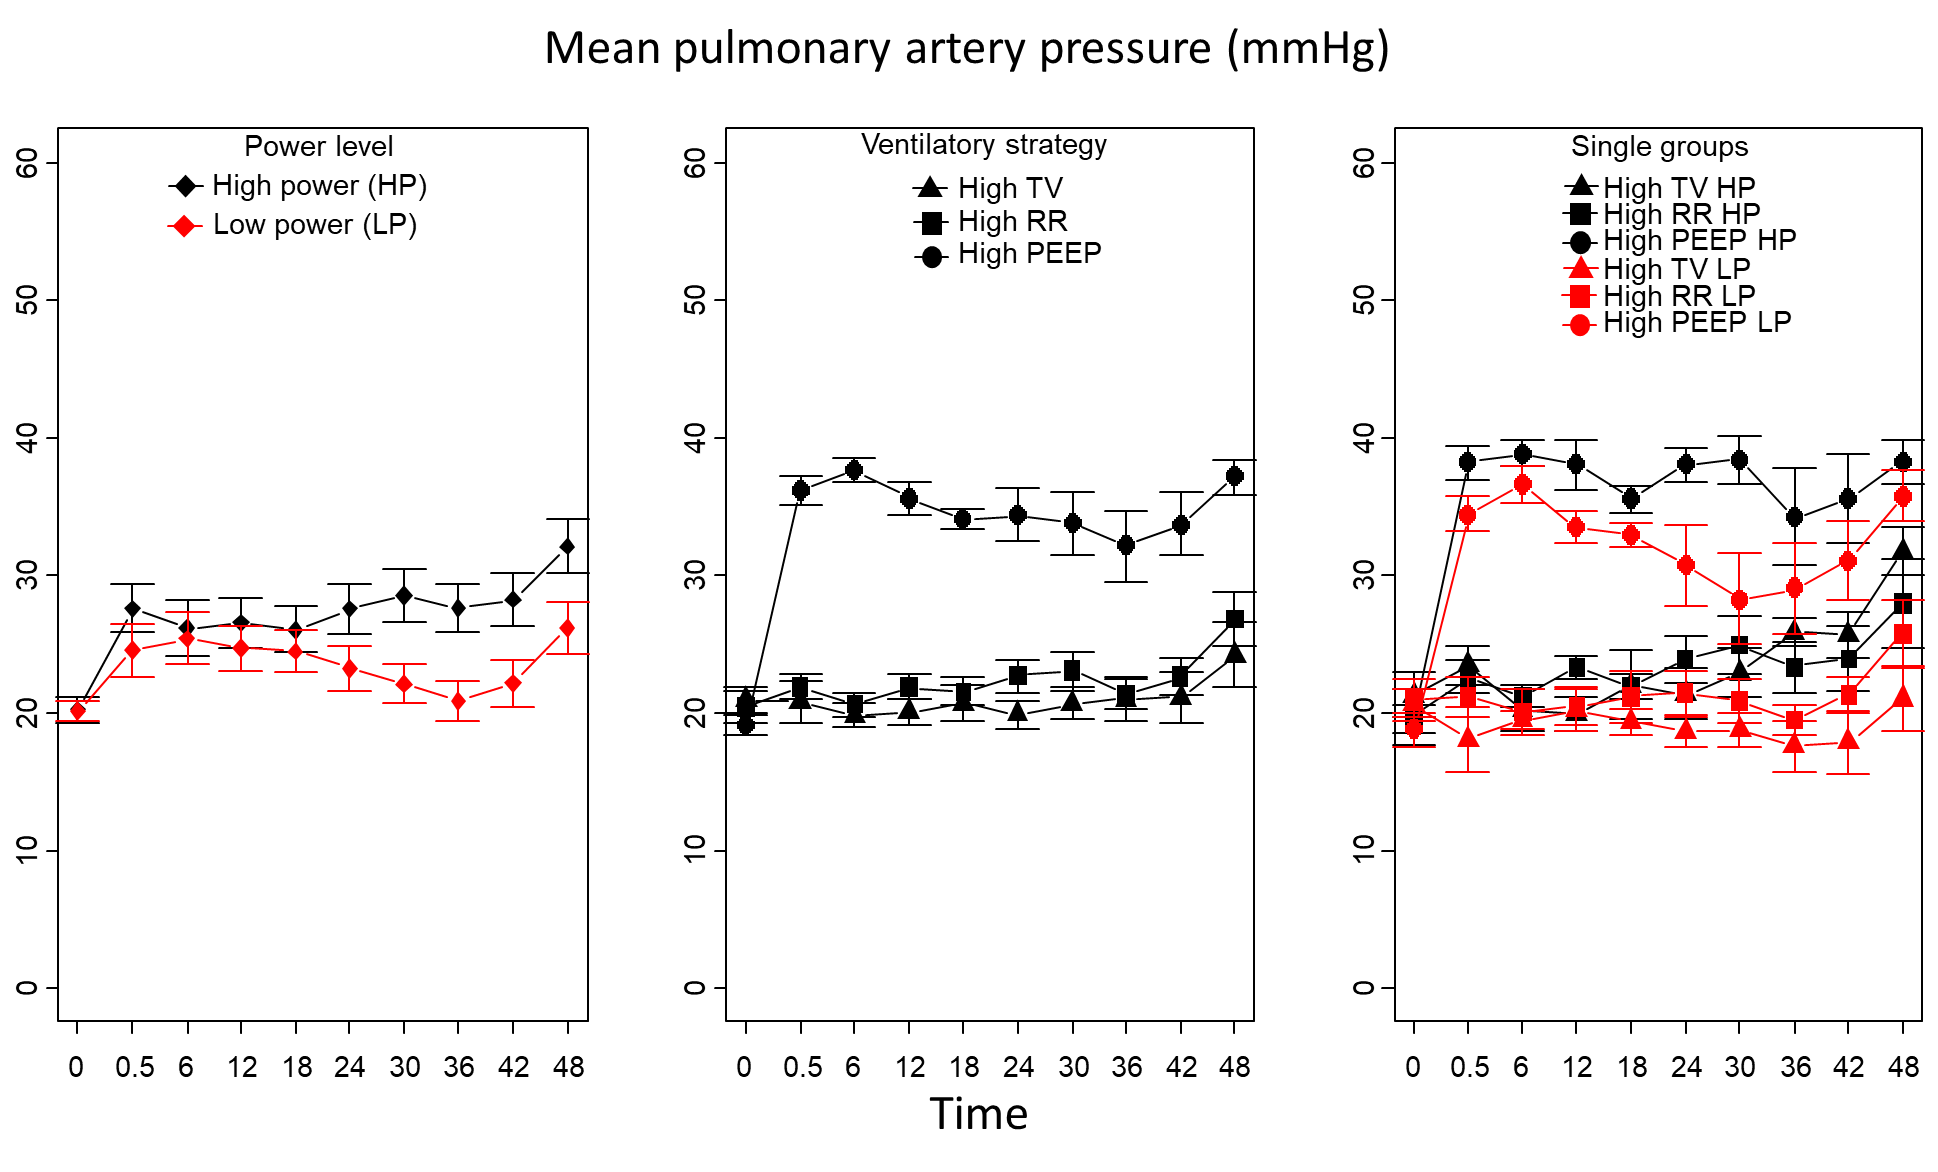 Mean pulmonary artery pressure (mmHg)
Power level
High power (HP)
Low power (LP)
60
50
40
30
20
10
0
0 0.5 6 12 18 24 30 36 42 48
Ventilatory strategy
High TV
High RR
High PEEP
60
50
40
30
20
10
0
0 0.5 6 12 18 24 30 36 42 48
Single groups
High TV HP
High RR HP
High PEEP HP
High TV LP
High RR LP
High PEEP LP
60
50
40
30
20
10
0
0 0.5 6 12 18 24 30 36 42 48
Time